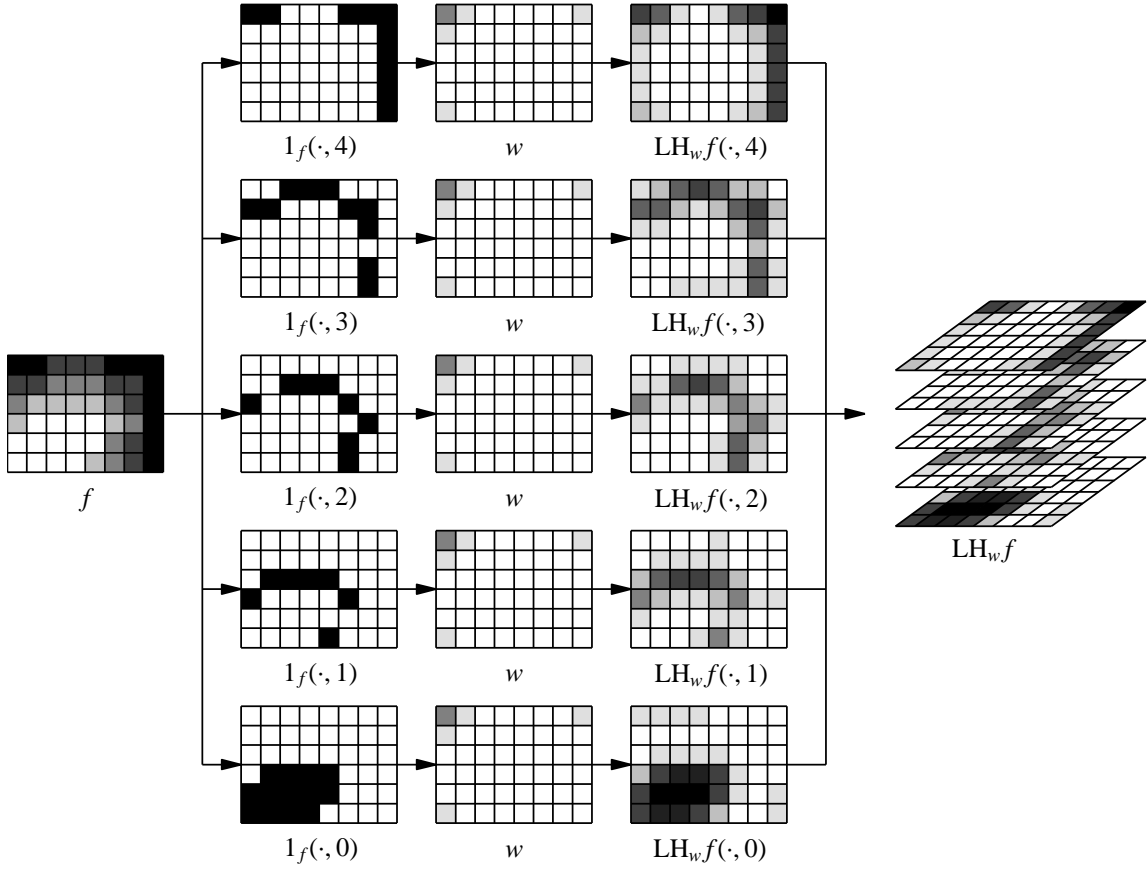 1_f(·, 4) w LH_w f(·, 4)
1_f(·, 3) w LH_w f(·, 3)
f
1_f(·, 2) w LH_w f(·, 2)
LH_w f
1_f(·, 1) w LH_w f(·, 1)
1_f(·, 0) w LH_w f(·, 0)